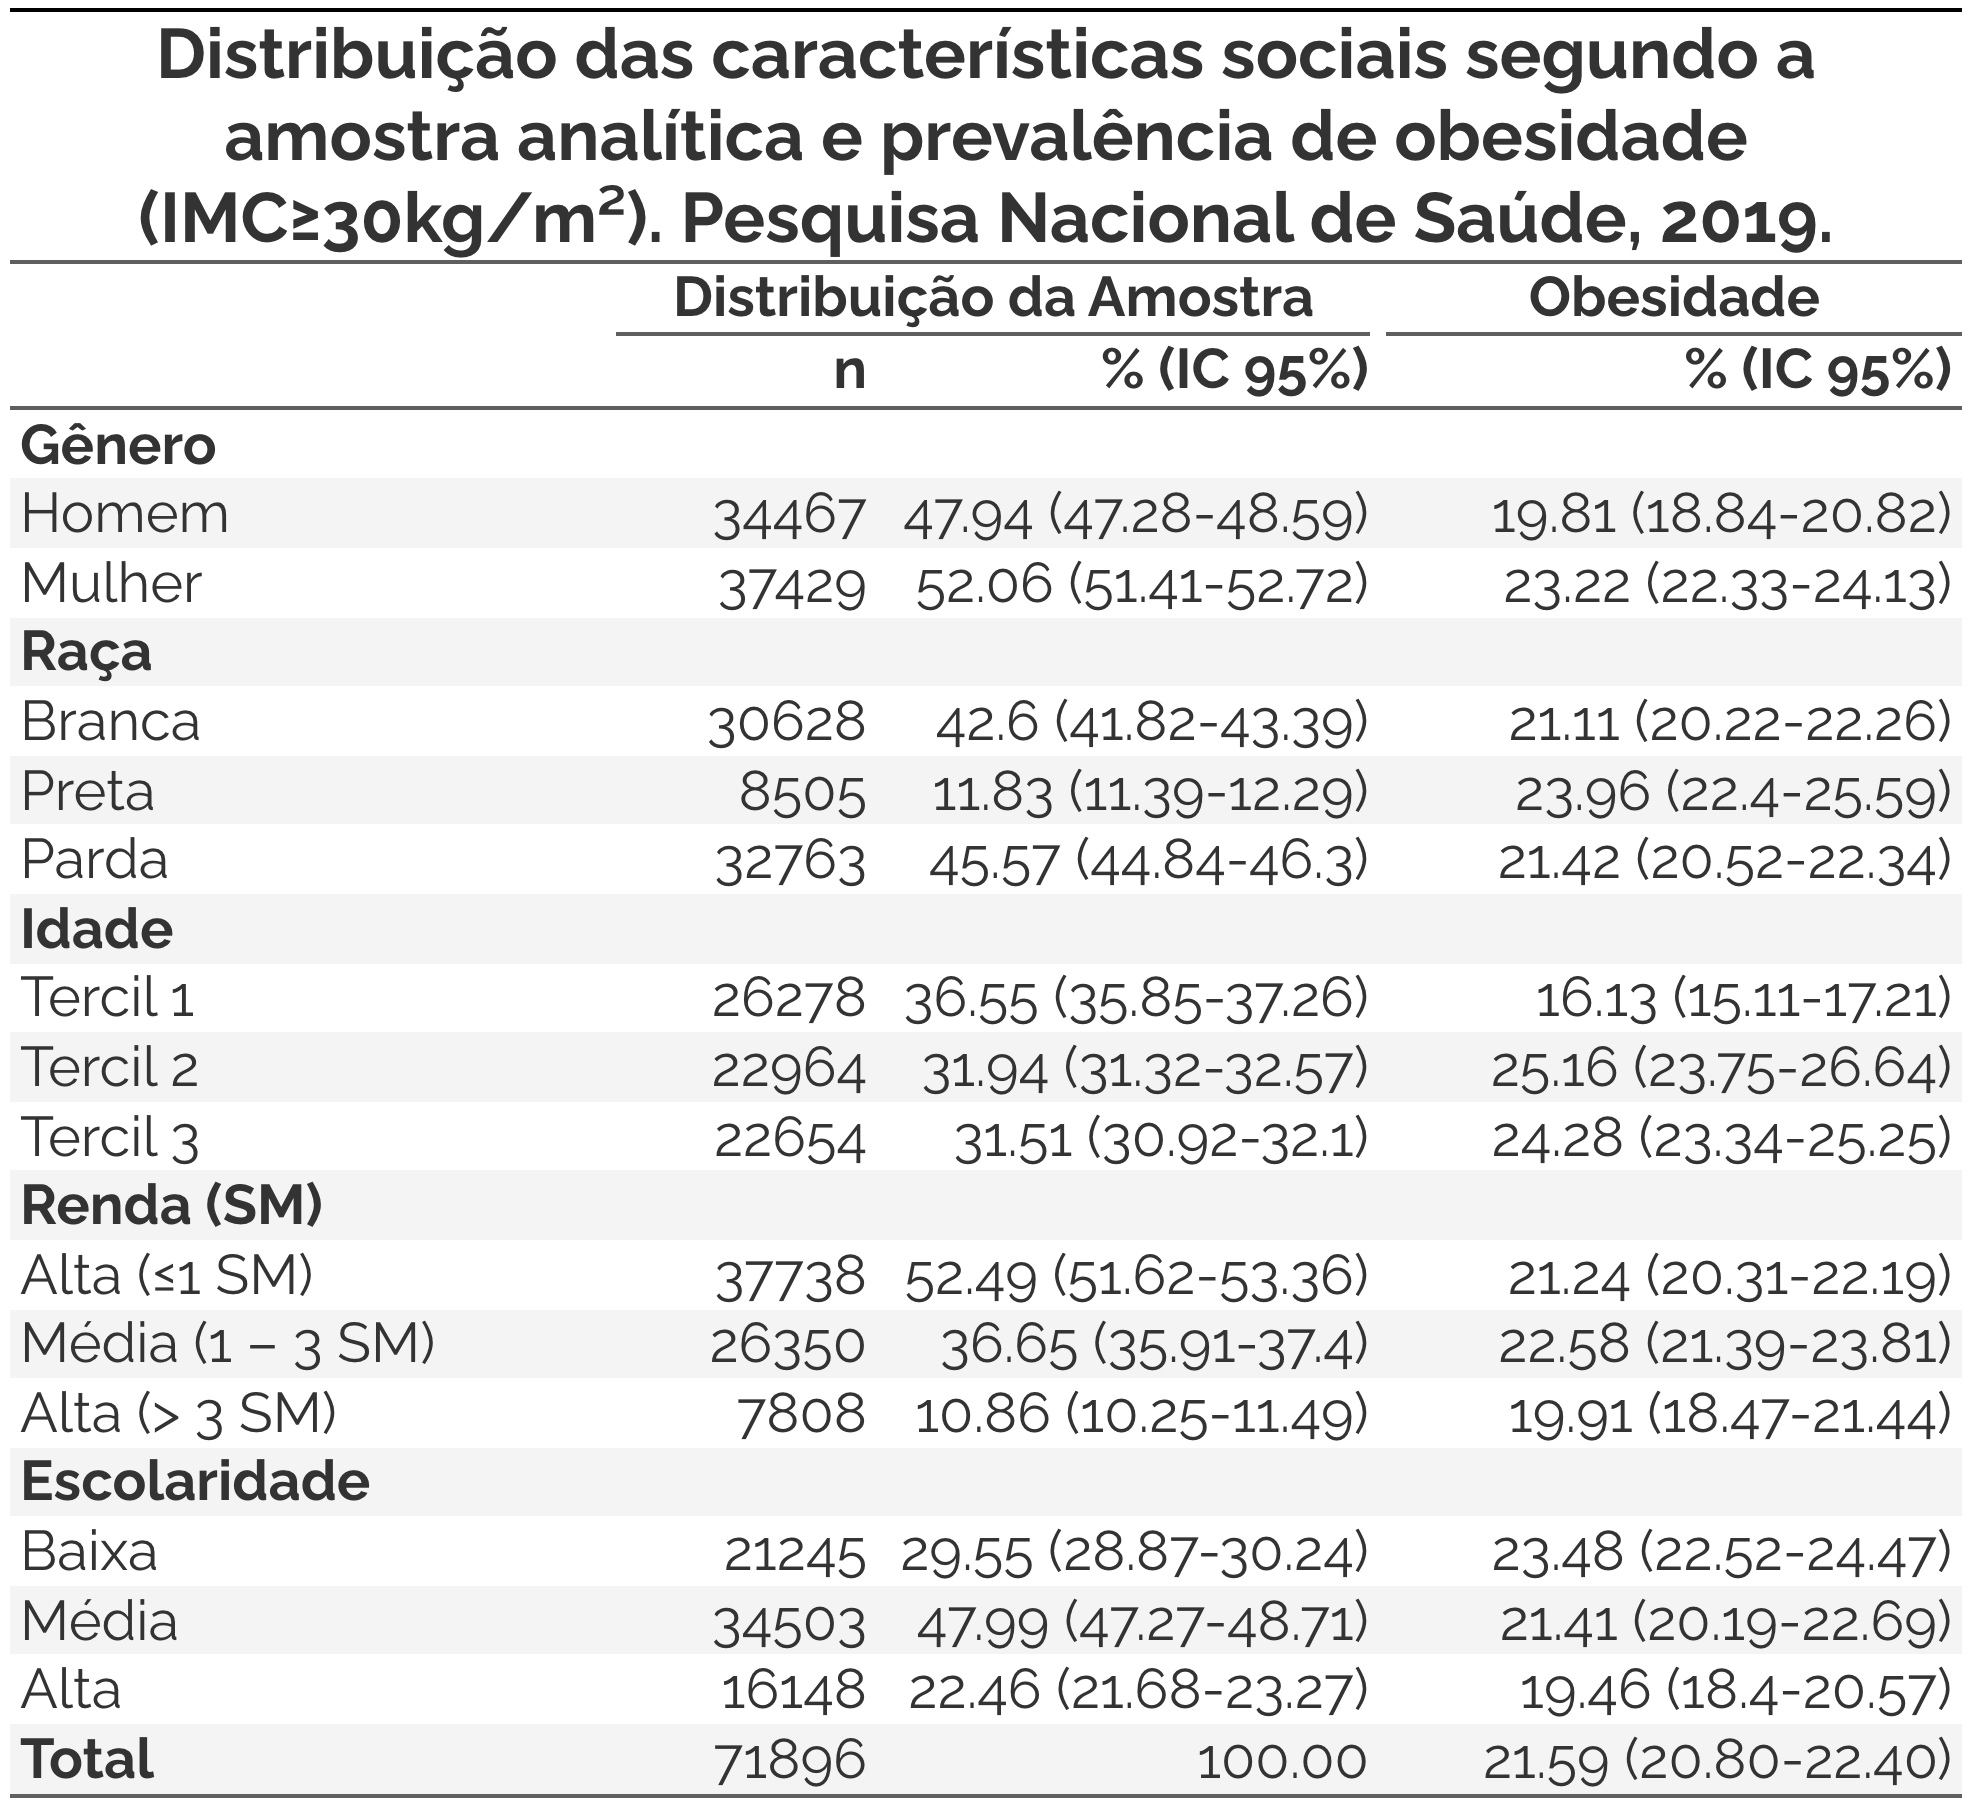 Distribuição das características sociais segundo a
amostra analítica e prevalência de obesidade
(IMC≥30kg/m²). Pesquisa Nacional de Saúde, 2019.
Distribuição da Amostra Obesidade
n % (IC 95%) % (IC 95%)
Gênero
Homem 34467 47.94 (47.28-48.59) 19.81 (18.84-20.82)
Mulher 37429 52.06 (51.41-52.72) 23.22 (22.33-24.13)
Raça
Branca 30628 42.6 (41.82-43.39) 21.11 (20.22-22.26)
Preta 8505 11.83 (11.39-12.29) 23.96 (22.4-25.59)
Parda 32763 45.57 (44.84-46.3) 21.42 (20.52-22.34)
Idade
Tercil 1 26278 36.55 (35.85-37.26) 16.13 (15.11-17.21)
Tercil 2 22964 31.94 (31.32-32.57) 25.16 (23.75-26.64)
Tercil 3 22654 31.51 (30.92-32.1) 24.28 (23.34-25.25)
Renda (SM)
Alta (≤1 SM) 37738 52.49 (51.62-53.36) 21.24 (20.31-22.19)
Média (1 – 3 SM) 26350 36.65 (35.91-37.4) 22.58 (21.39-23.81)
Alta (> 3 SM) 7808 10.86 (10.25-11.49) 19.91 (18.47-21.44)
Escolaridade
Baixa 21245 29.55 (28.87-30.24) 23.48 (22.52-24.47)
Média 34503 47.99 (47.27-48.71) 21.41 (20.19-22.69)
Alta 16148 22.46 (21.68-23.27) 19.46 (18.4-20.57)
Total 71896 100.00 21.59 (20.80-22.40)